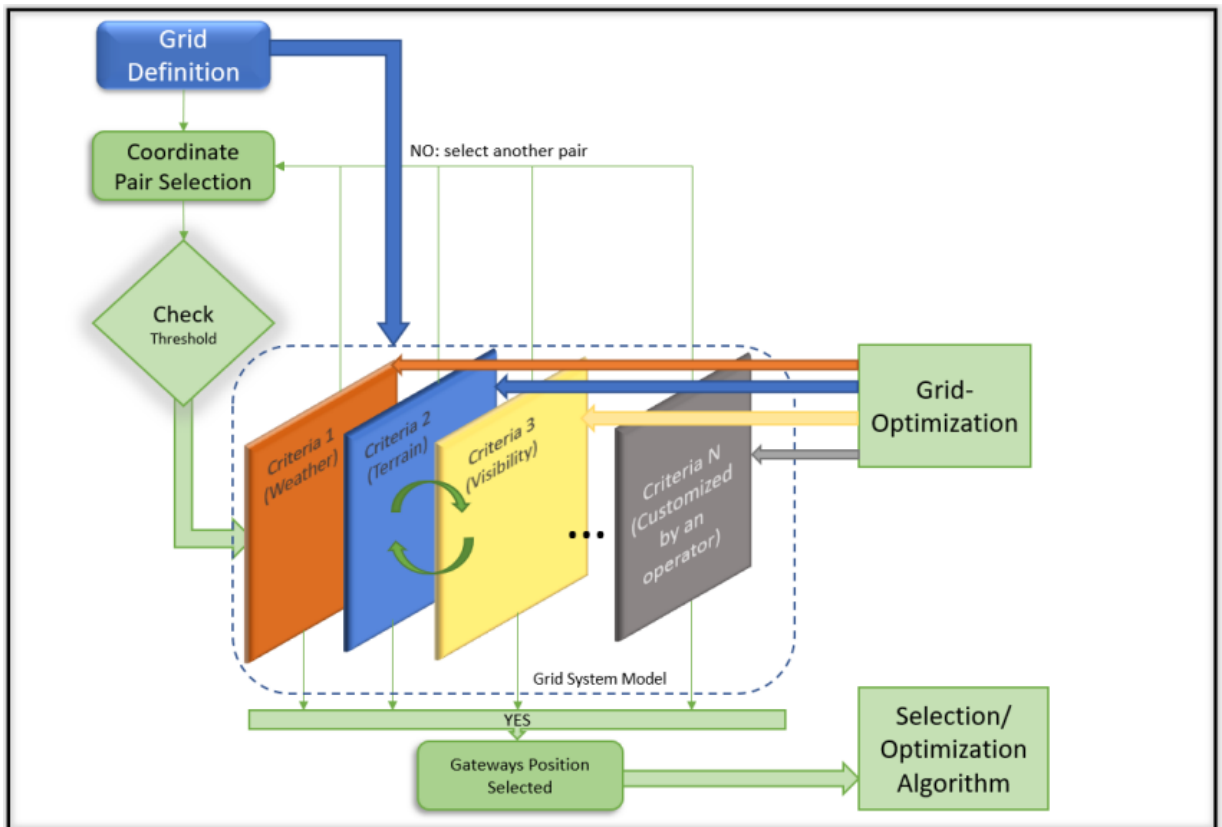 Grid
Definition
Coordinate
Pair Selection
NO: select another pair
Check
Threshold
Criteria 1
(Weather)
Criteria 2
(Terrain)
Criteria 3
(Visibility)
...
Criteria N
(Customized
by an
operator)
Grid-
Optimization
Grid System Model
YES
Gateways Position
Selected
Selection/
Optimization
Algorithm